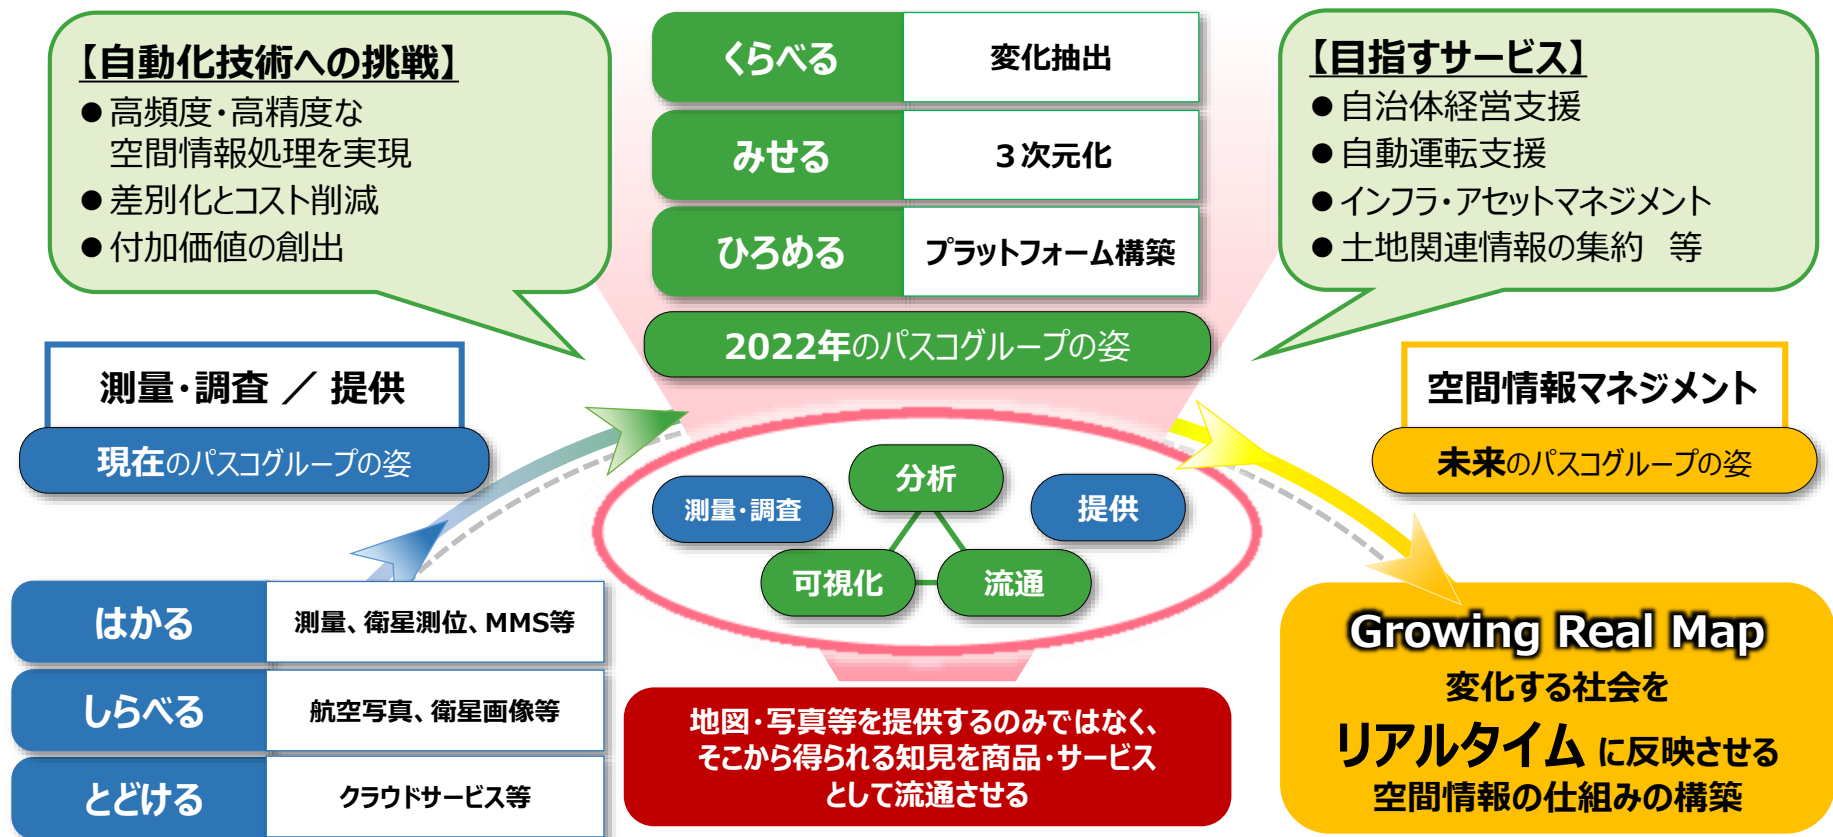 【自動化技術への挑戦】
●高頻度・高精度な
空間情報処理を実現
●差別化とコスト削減
●付加価値の創出
くらべる 変化抽出
みせる 3次元化
ひろめる プラットフォーム構築
2022年のパスコグループの姿
【目指すサービス】
●自治体経営支援
●自動運転支援
●インフラ・アセットマネジメント
●土地関連情報の集約 等
測量・調査 ／ 提供
現在のパスコグループの姿
空間情報マネジメント
未来のパスコグループの姿
分析
測量・調査
提供
可視化
流通
はかる 測量、衛星測位、MMS等
しらべる 航空写真、衛星画像等
とどける クラウドサービス等
地図・写真等を提供するのみではなく、
そこから得られる知見を商品・サービス
として流通させる
Growing Real Map
変化する社会を
リアルタイム に反映させる
空間情報の仕組みの構築